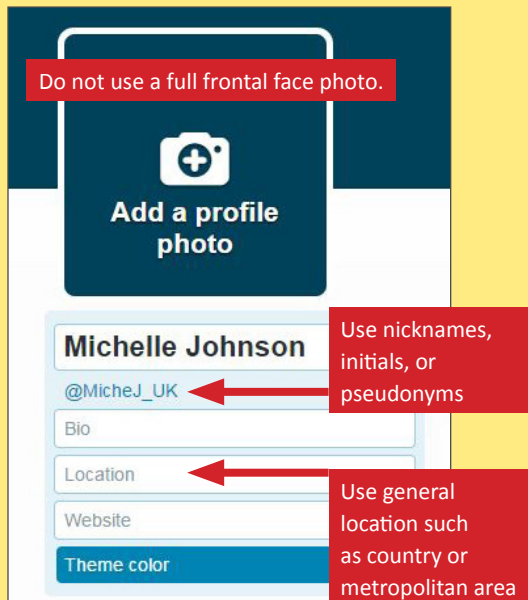 Do not use a full frontal face photo.
Add a profile
photo
Michelle Johnson
@MicheJ_UK
Use nicknames,
initials, or
pseudonyms
Bio
Location
Website
Theme color
Use general
location such
as country or
metropolitan area